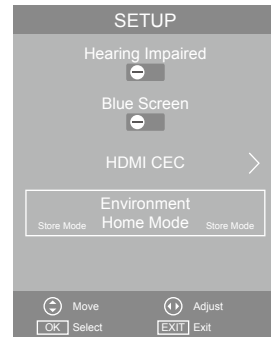 SETUP
Hearing Impaired
Blue Screen
HDMI CEC
Environment
Store Mode Home Mode Store Mode
Move Adjust
OK Select EXIT Exit